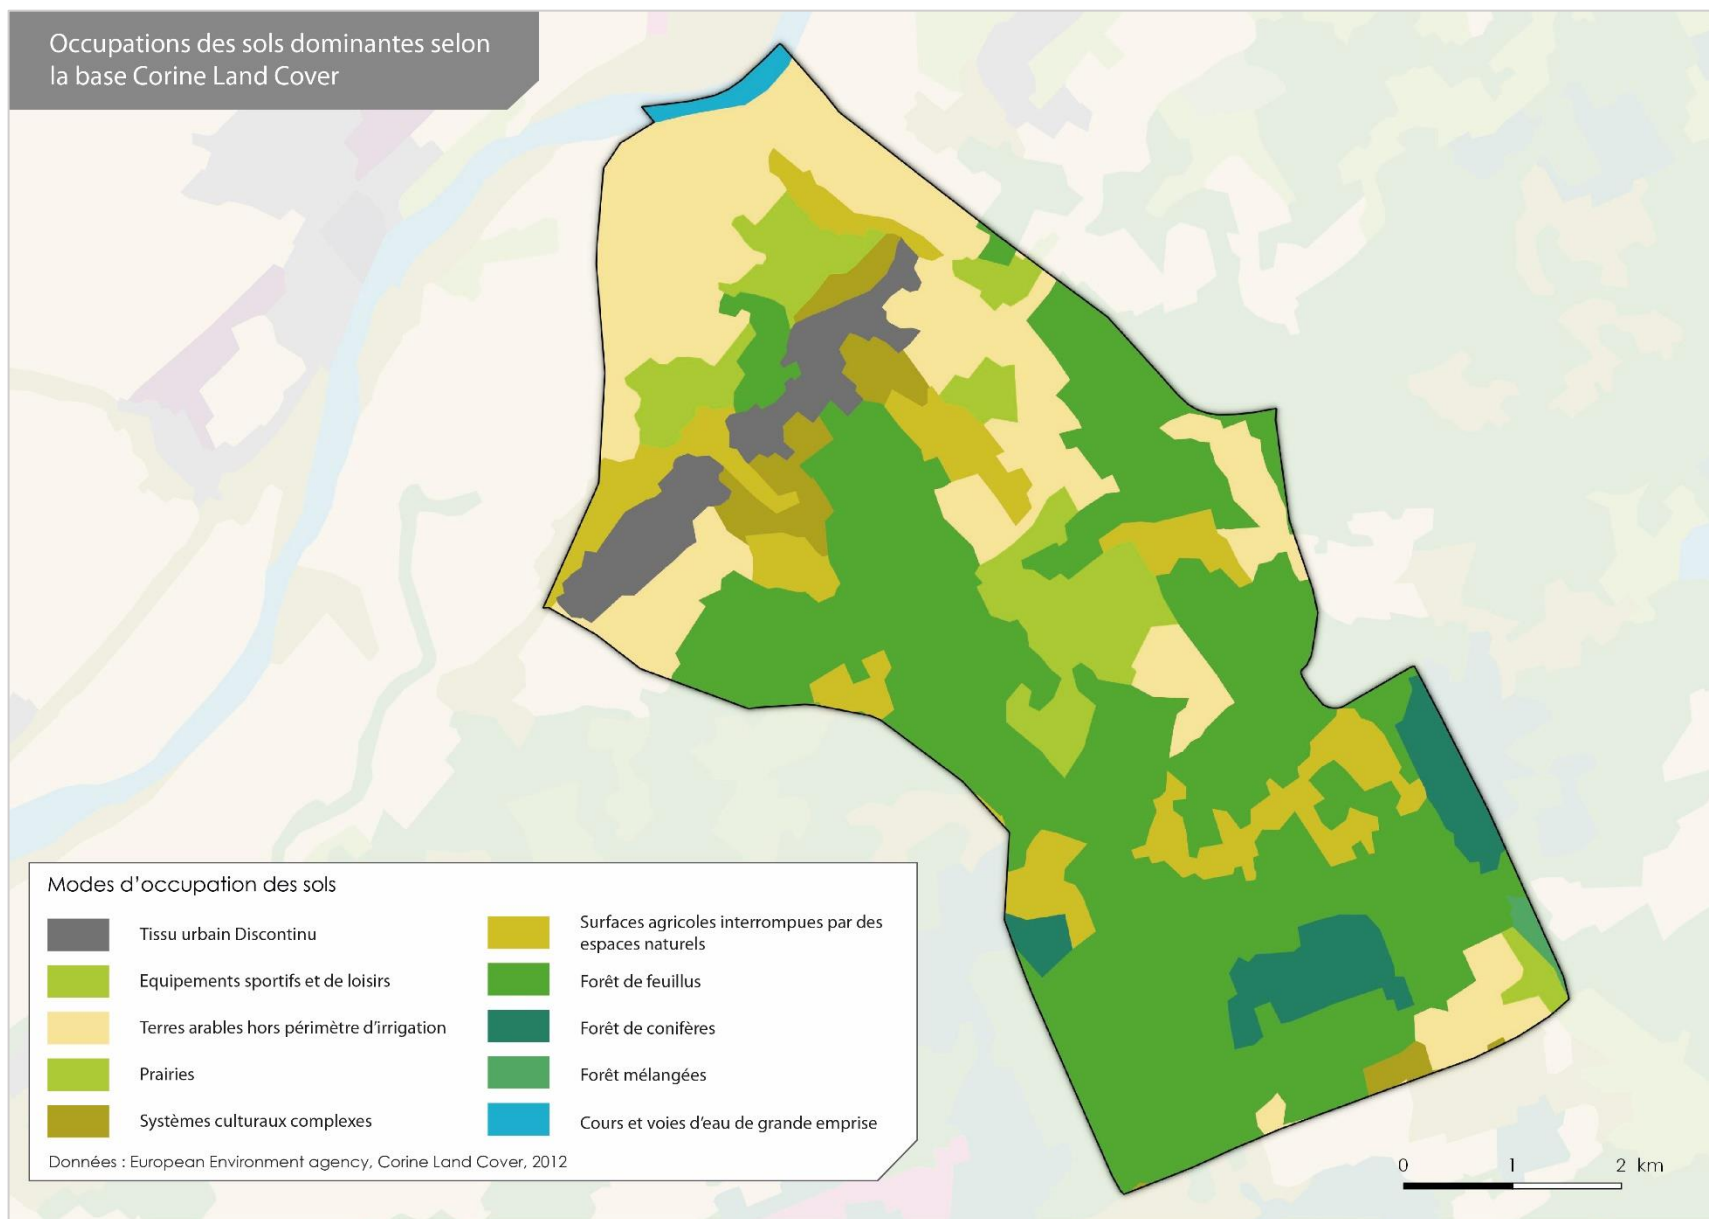 Occupations des sols dominantes selon
la base Corine Land Cover
Modes d'occupation des sols
Tissu urbain Discontinu
Equipements sportifs et de loisirs
Terres arables hors périmètre d'irrigation
Prairies
Systèmes culturaux complexes
Surfaces agricoles interrompues par des
espaces naturels
Forêt de feuillus
Forêt de conifères
Forêt mélangées
Cours et voies d'eau de grande emprise
Données : European Environment agency, Corine Land Cover, 2012
0 1 2 km